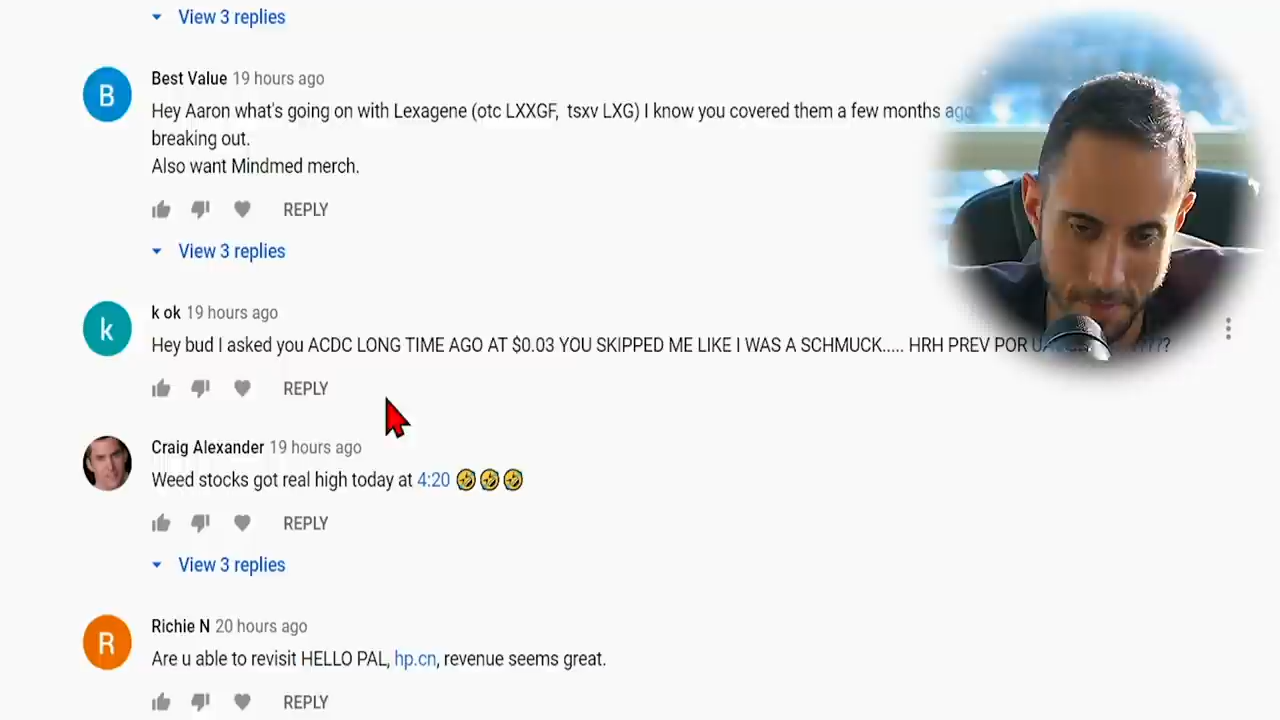 View 3 replies
B
Best Value 19 hours ago
Hey Aaron what's going on with Lexagene (otc LXXGF, tsxv LXG) I know you covered them a few months ago
breaking out.
Also want Mindmed merch.
REPLY
View 3 replies
k
k ok 19 hours ago
Hey bud I asked you ACDC LONG TIME AGO AT $0.03 YOU SKIPPED ME LIKE I WAS A SCHMUCK..... HRH PREV POR
REPLY
Craig Alexander 19 hours ago
Weed stocks got real high today at 4:20 🤣🤣🤣
REPLY
View 3 replies
R
Richie N 20 hours ago
Are u able to revisit HELLO PAL, hp.cn, revenue seems great.
REPLY